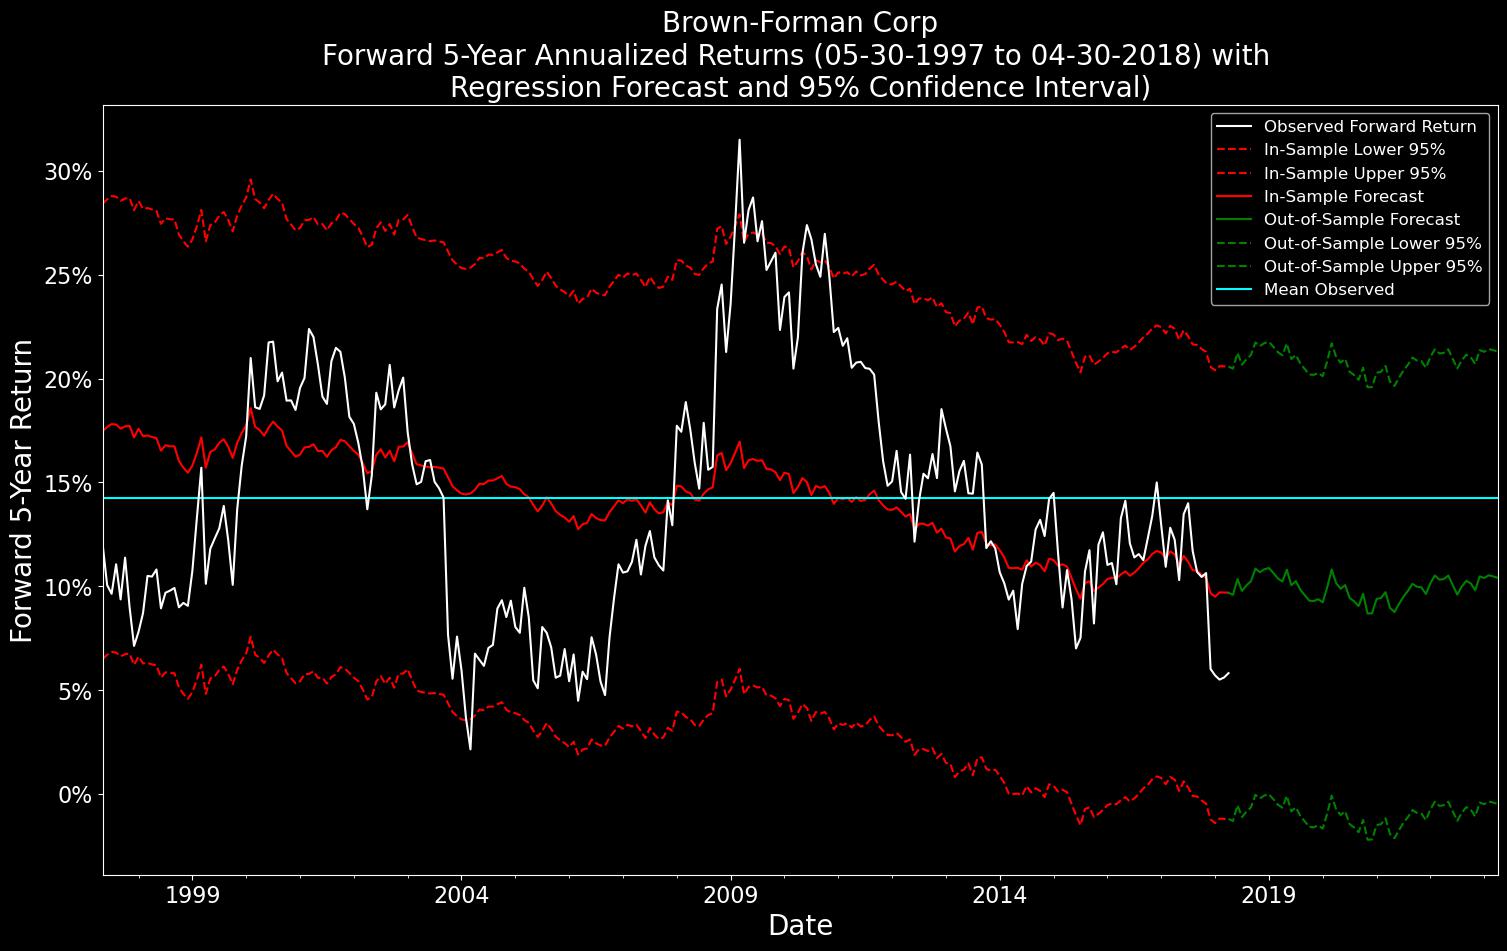 Brown-Forman Corp
Forward 5-Year Annualized Returns (05-30-1997 to 04-30-2018) with
Regression Forecast and 95% Confidence Interval)
Observed Forward Return
In-Sample Lower 95%
In-Sample Upper 95%
In-Sample Forecast
Out-of-Sample Forecast
Out-of-Sample Lower 95%
Out-of-Sample Upper 95%
Mean Observed
Forward 5-Year Return
30%
25%
20%
15%
10%
5%
0%
1999
2004
2009
2014
2019
Date